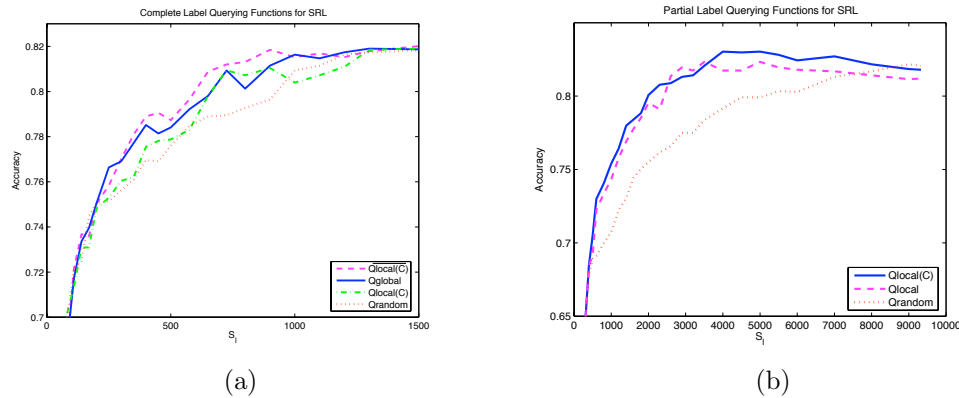 Complete Label Querying Functions for SRL
0.82
0.8
0.78
0.76
0.74
0.72
0.7
Accuracy
0
500
1000
1500
S_l
Qlocal(C)
Qglobal
Qlocal(C)
Qrandom
(a)
Partial Label Querying Functions for SRL
0.8
0.75
0.7
0.65
Accuracy
0
1000
2000
3000
4000
5000
6000
7000
8000
9000
10000
S_l
Qlocal(C)
Qlocal
Qrandom
(b)